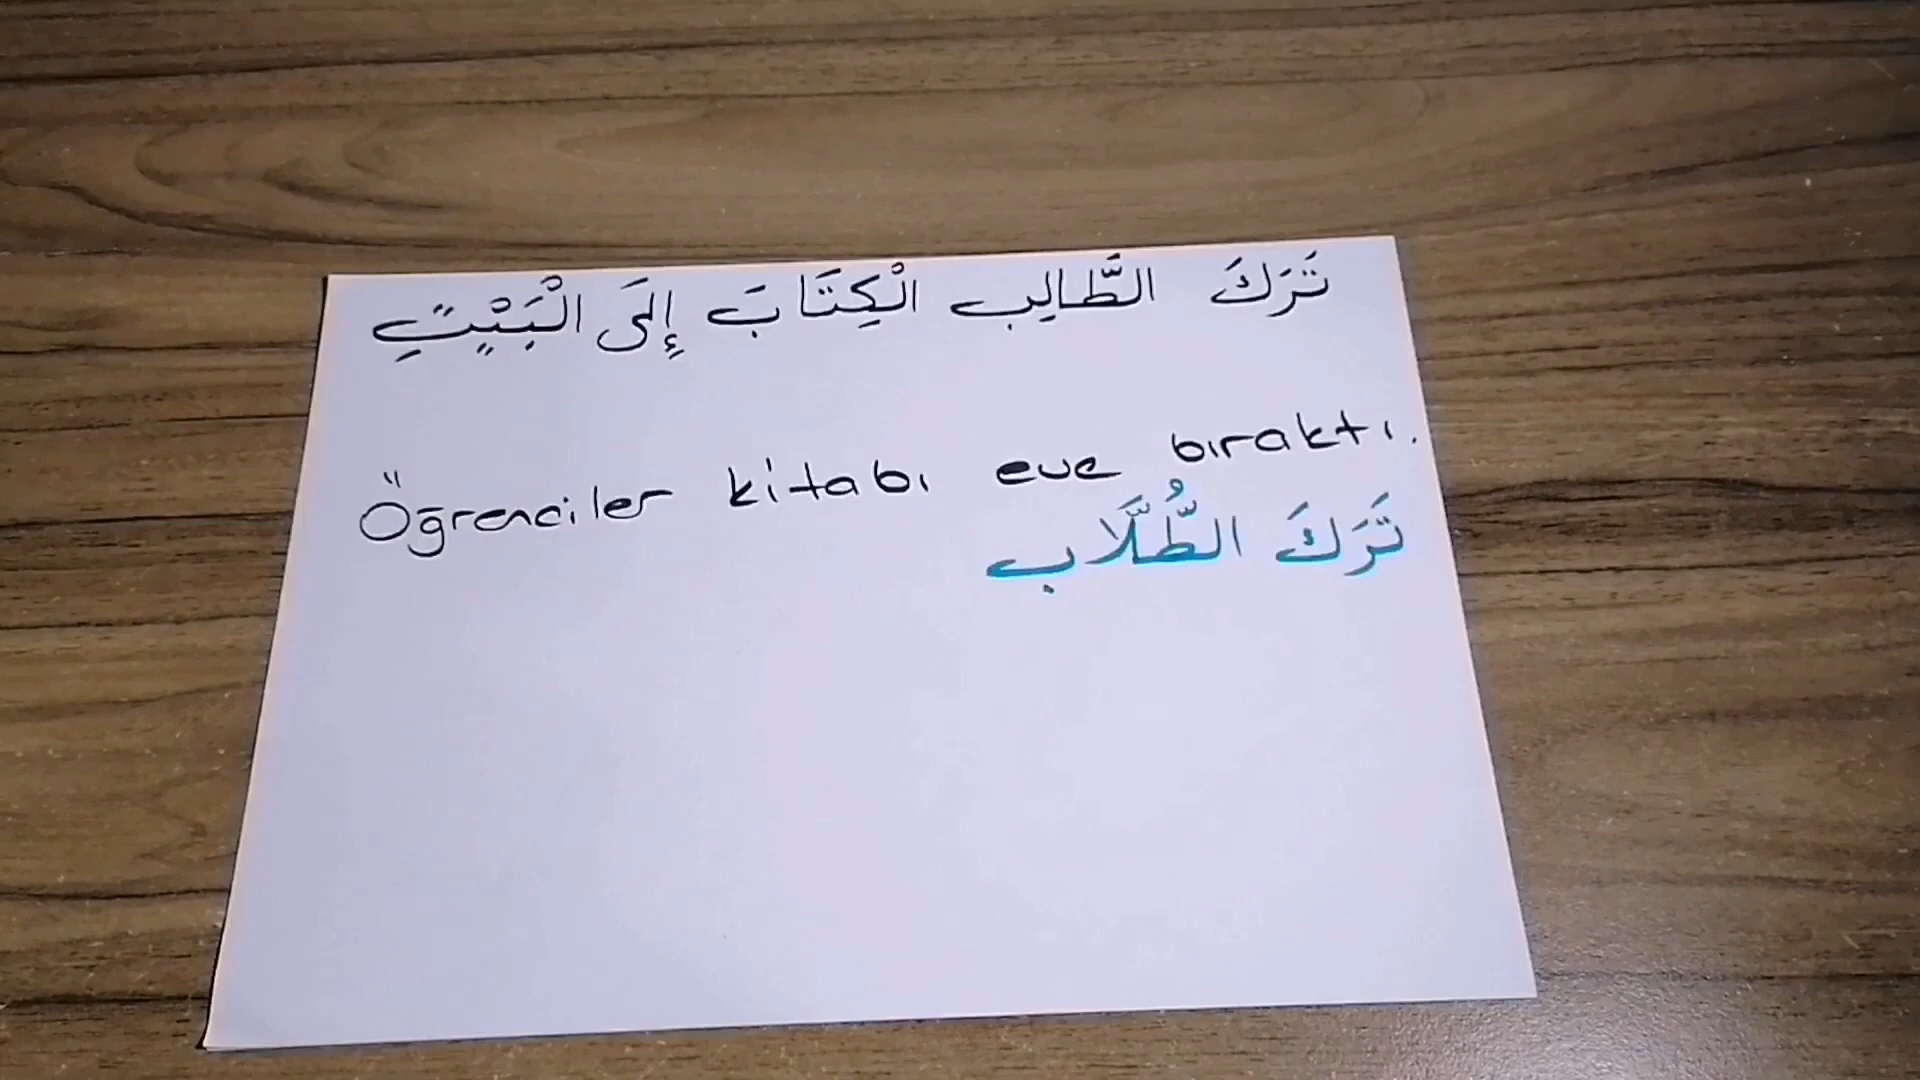 تَرَكَ الطَّالِب الْكِتَابَ إِلَى الْبَيْتِ
Öğrenciler kitabı eve bıraktı.
تَرَكَ الطُّلَّاب